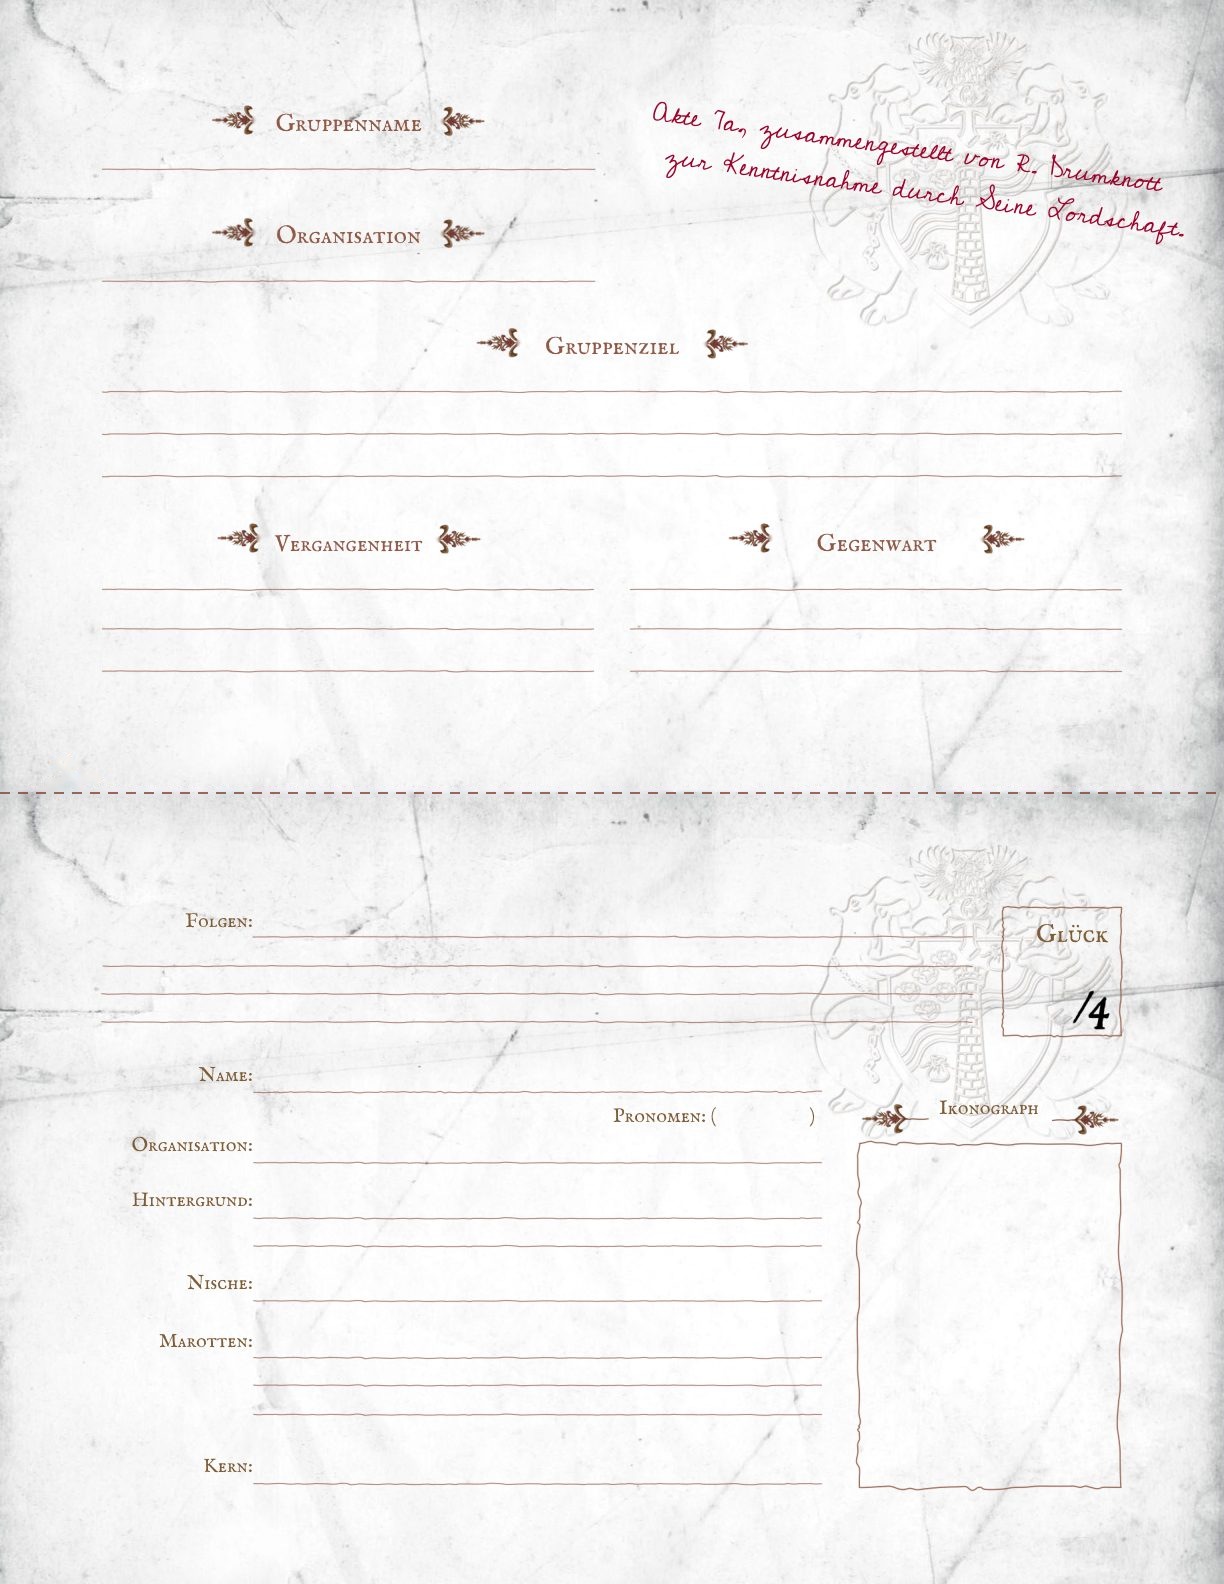 Gruppenname
Akte 7a, zusammengestellt von R. Drumknott
zur Kenntnisnahme durch Seine Lordschaft.
Organisation
Gruppenziel
Vergangenheit
Gegenwart
Folgen:
Glück
/4
Name:
Pronomen: ( )
Ikonograph
Organisation:
Hintergrund:
Nische:
Marotten:
Kern: